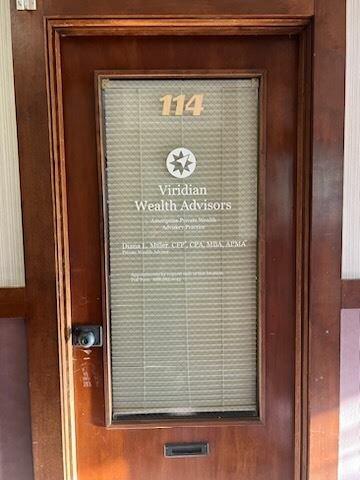 114
Viridian
Wealth Advisors
Ameriprise Private Wealth
Advisory Practice
Diana L. Miller, CFP®, CPA, MBA, APMA®
Private Wealth Advisor